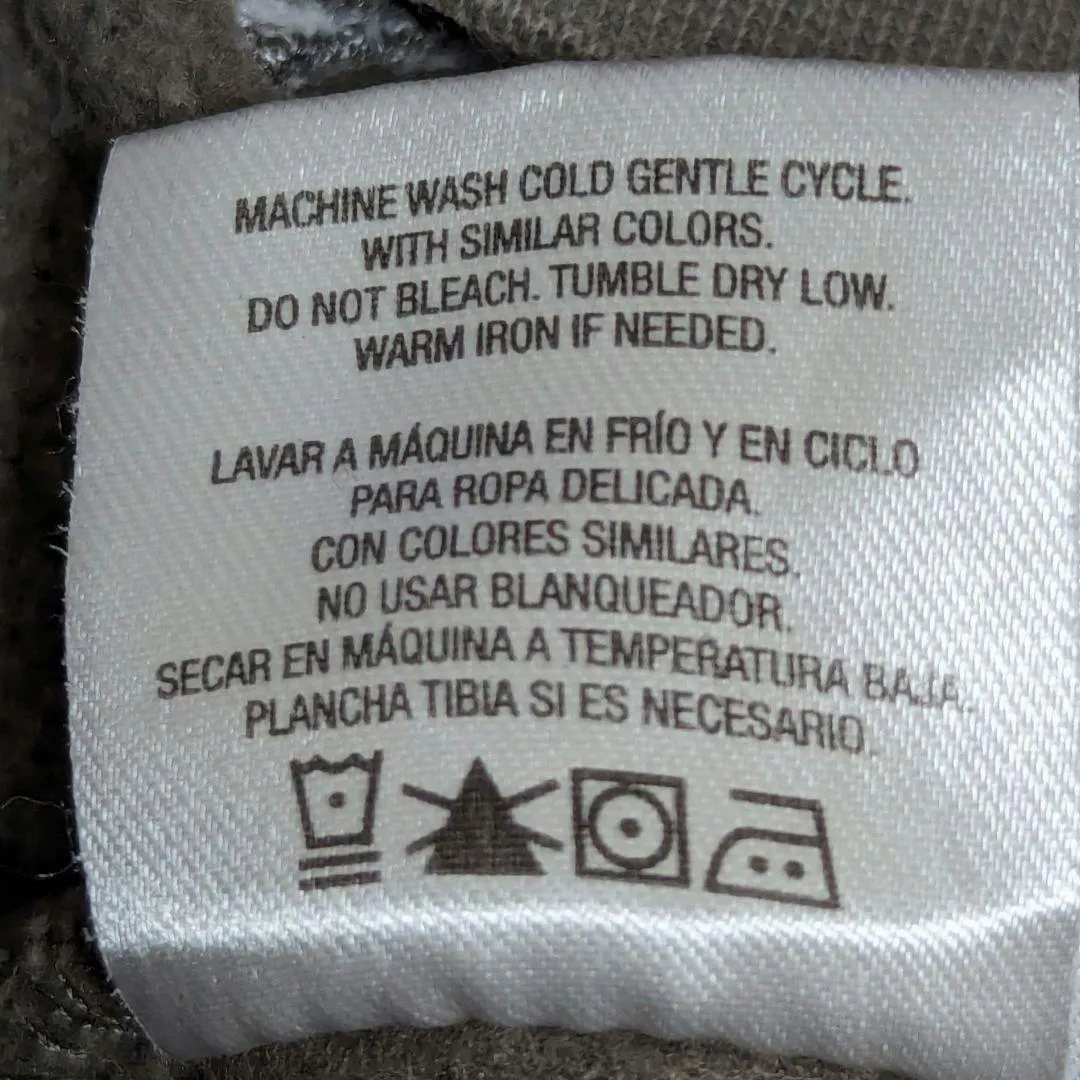 MACHINE WASH COLD GENTLE CYCLE.
WITH SIMILAR COLORS.
DO NOT BLEACH. TUMBLE DRY LOW.
WARM IRON IF NEEDED.
LAVAR A MÁQUINA EN FRÍO Y EN CICLO
PARA ROPA DELICADA.
CON COLORES SIMILARES.
NO USAR BLANQUEADOR.
SECAR EN MÁQUINA A TEMPERATURA BAJA.
PLANCHA TIBIA SI ES NECESARIO.